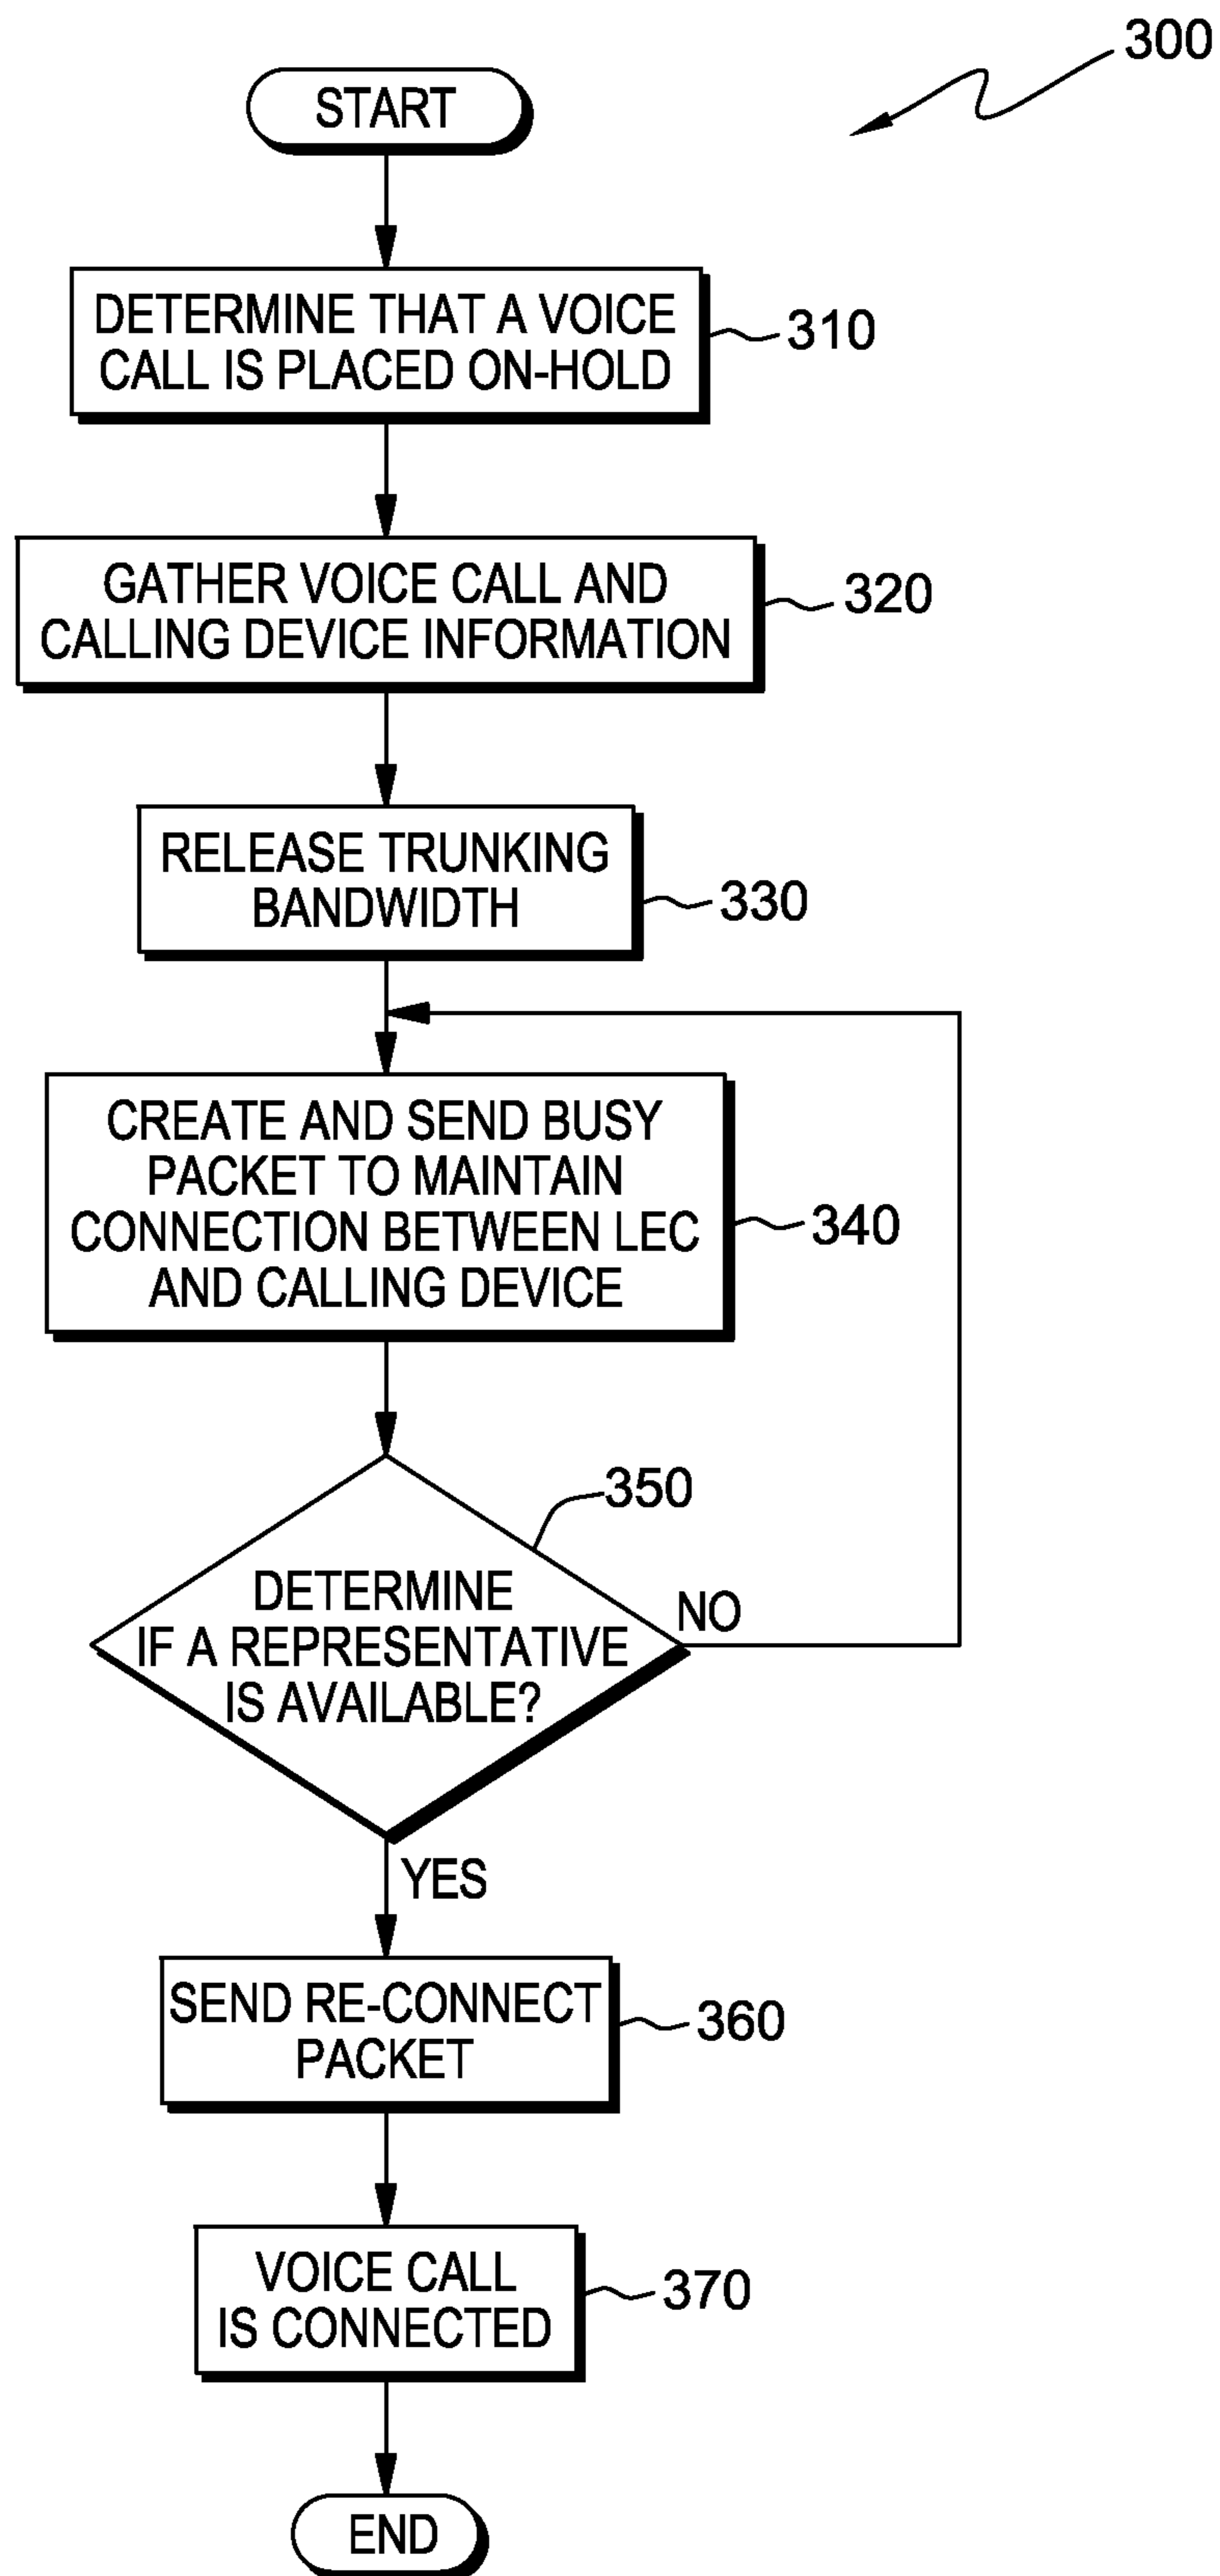 300
START
DETERMINE THAT A VOICE
CALL IS PLACED ON-HOLD
310
GATHER VOICE CALL AND
CALLING DEVICE INFORMATION
320
RELEASE TRUNKING
BANDWIDTH
330
CREATE AND SEND BUSY
PACKET TO MAINTAIN
CONNECTION BETWEEN LEC
AND CALLING DEVICE
340
350
DETERMINE
IF A REPRESENTATIVE
IS AVAILABLE?
NO
YES
SEND RE-CONNECT
PACKET
360
VOICE CALL
IS CONNECTED
370
END